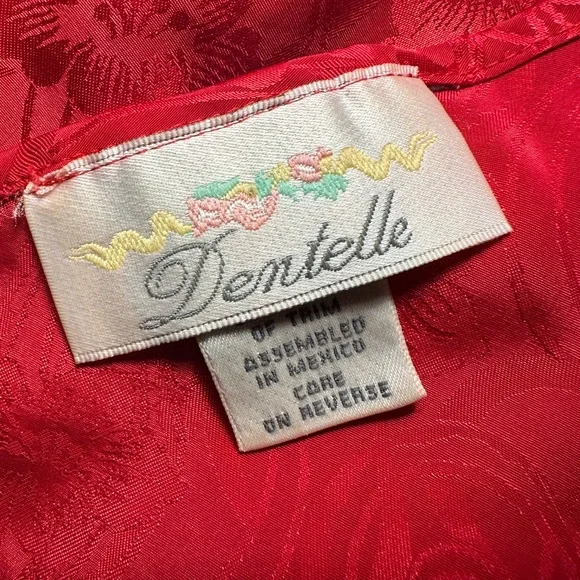 Dentelle
OF TRIM
ASSEMBLED
IN MEXICO
CARE
ON REVERSE